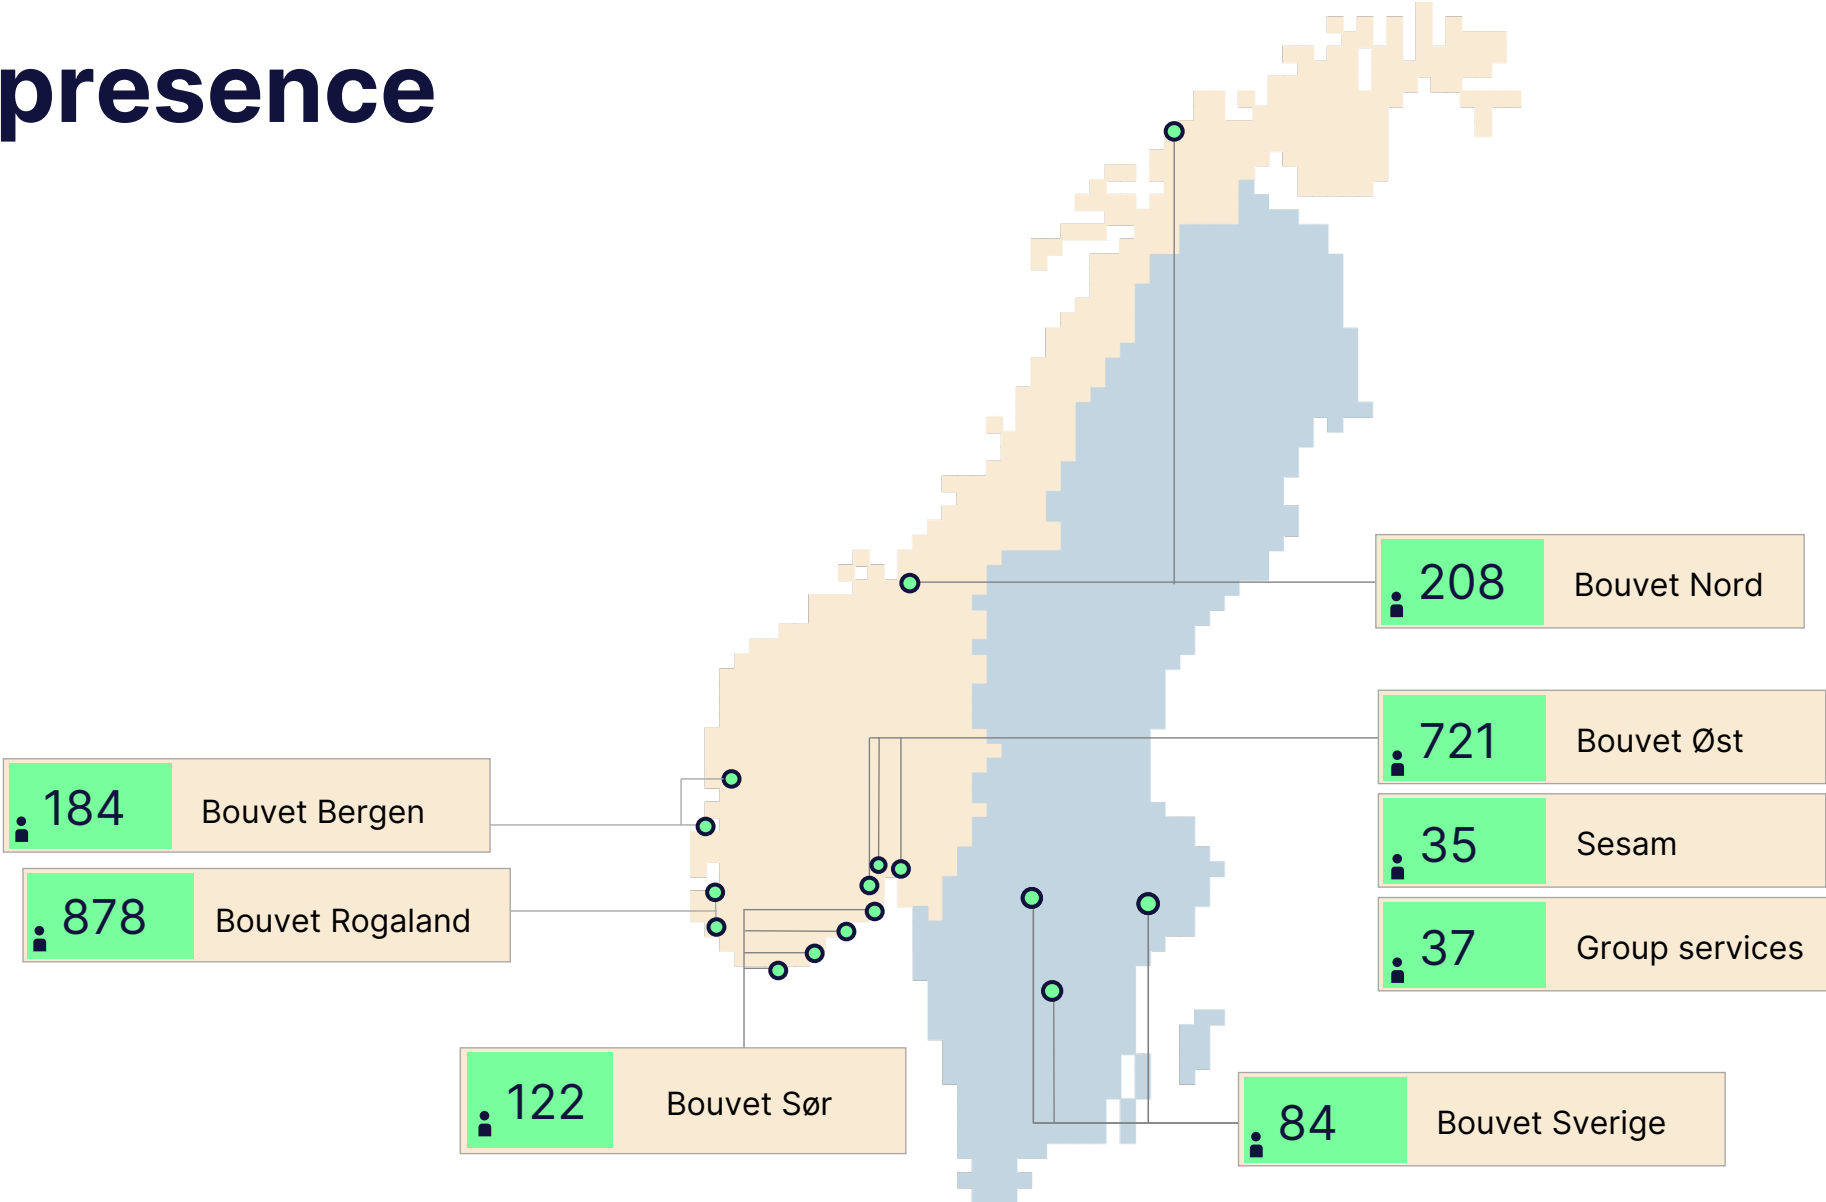 presence
208 Bouvet Nord
721 Bouvet Øst
184 Bouvet Bergen
35 Sesam
878 Bouvet Rogaland
37 Group services
122 Bouvet Sør
84 Bouvet Sverige